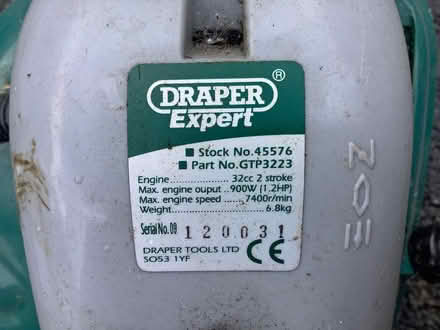 DRAPER®
Expert
■ Stock No.45576
■ Part No.GTP3223
Engine.................... 32cc 2 stroke
Max. engine ouput .. 900W (1.2HP)
Max. engine speed ....... 7400r/min
Weight............................... 6.8kg
Serial No. 09 120031
DRAPER TOOLS LTD
SO53 1YF CE